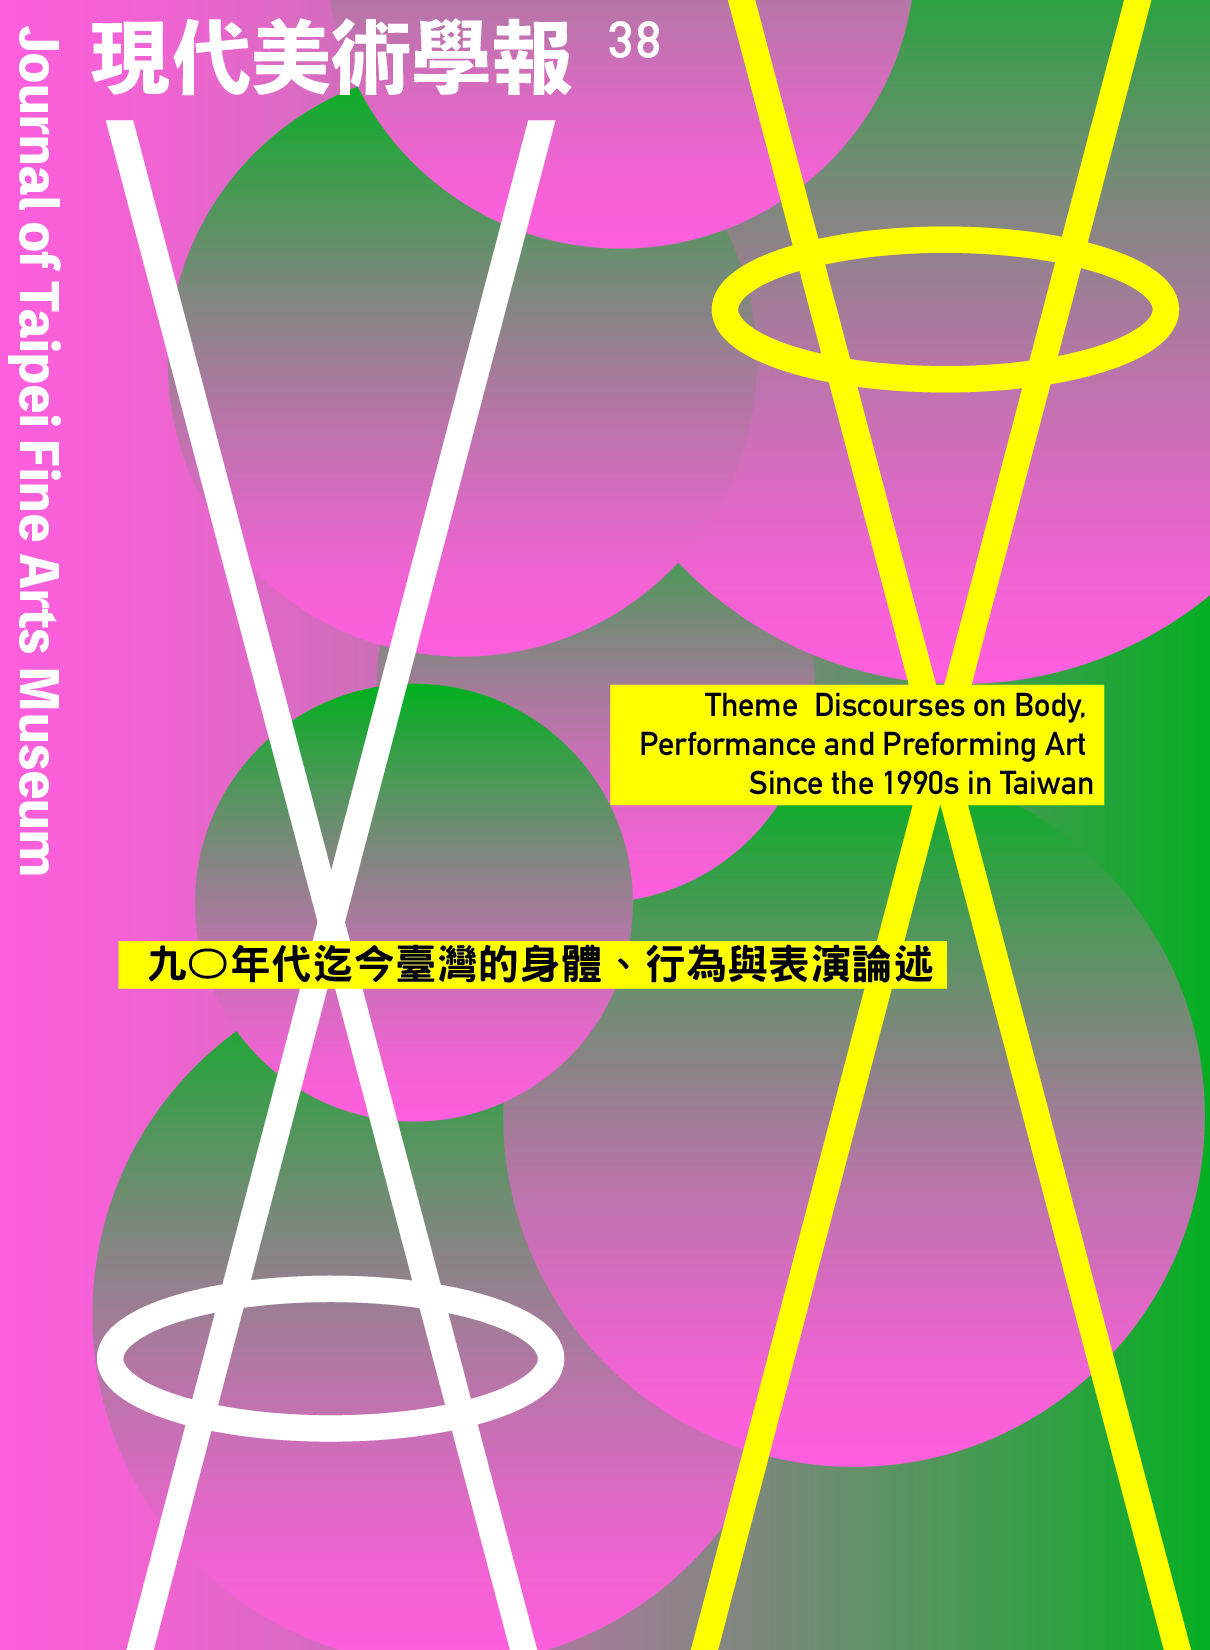 現代美術學報
38
Journal of Taipei Fine Arts Museum
Theme Discourses on Body,
Performance and Preforming Art
Since the 1990s in Taiwan
九〇年代迄今臺灣的身體、行為與表演論述